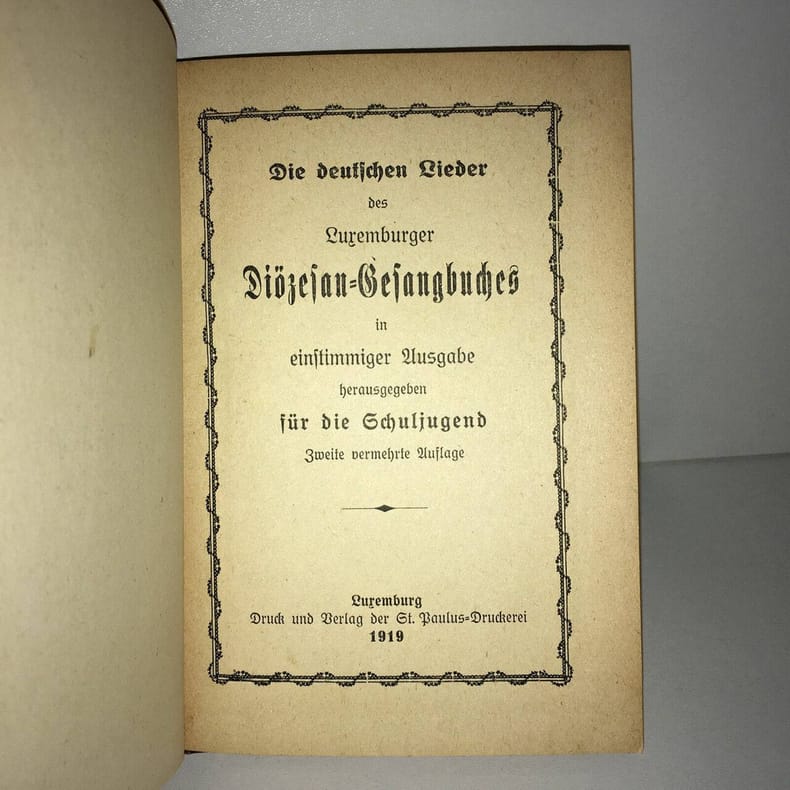 Die deutschen Lieder
des
Luxemburger
Diözesan-Gesangbuches
in
einstimmiger Ausgabe
herausgegeben
für die Schuljugend
Zweite vermehrte Auflage
Luxemburg
Druck und Verlag der St. Paulus-Druckerei
1919